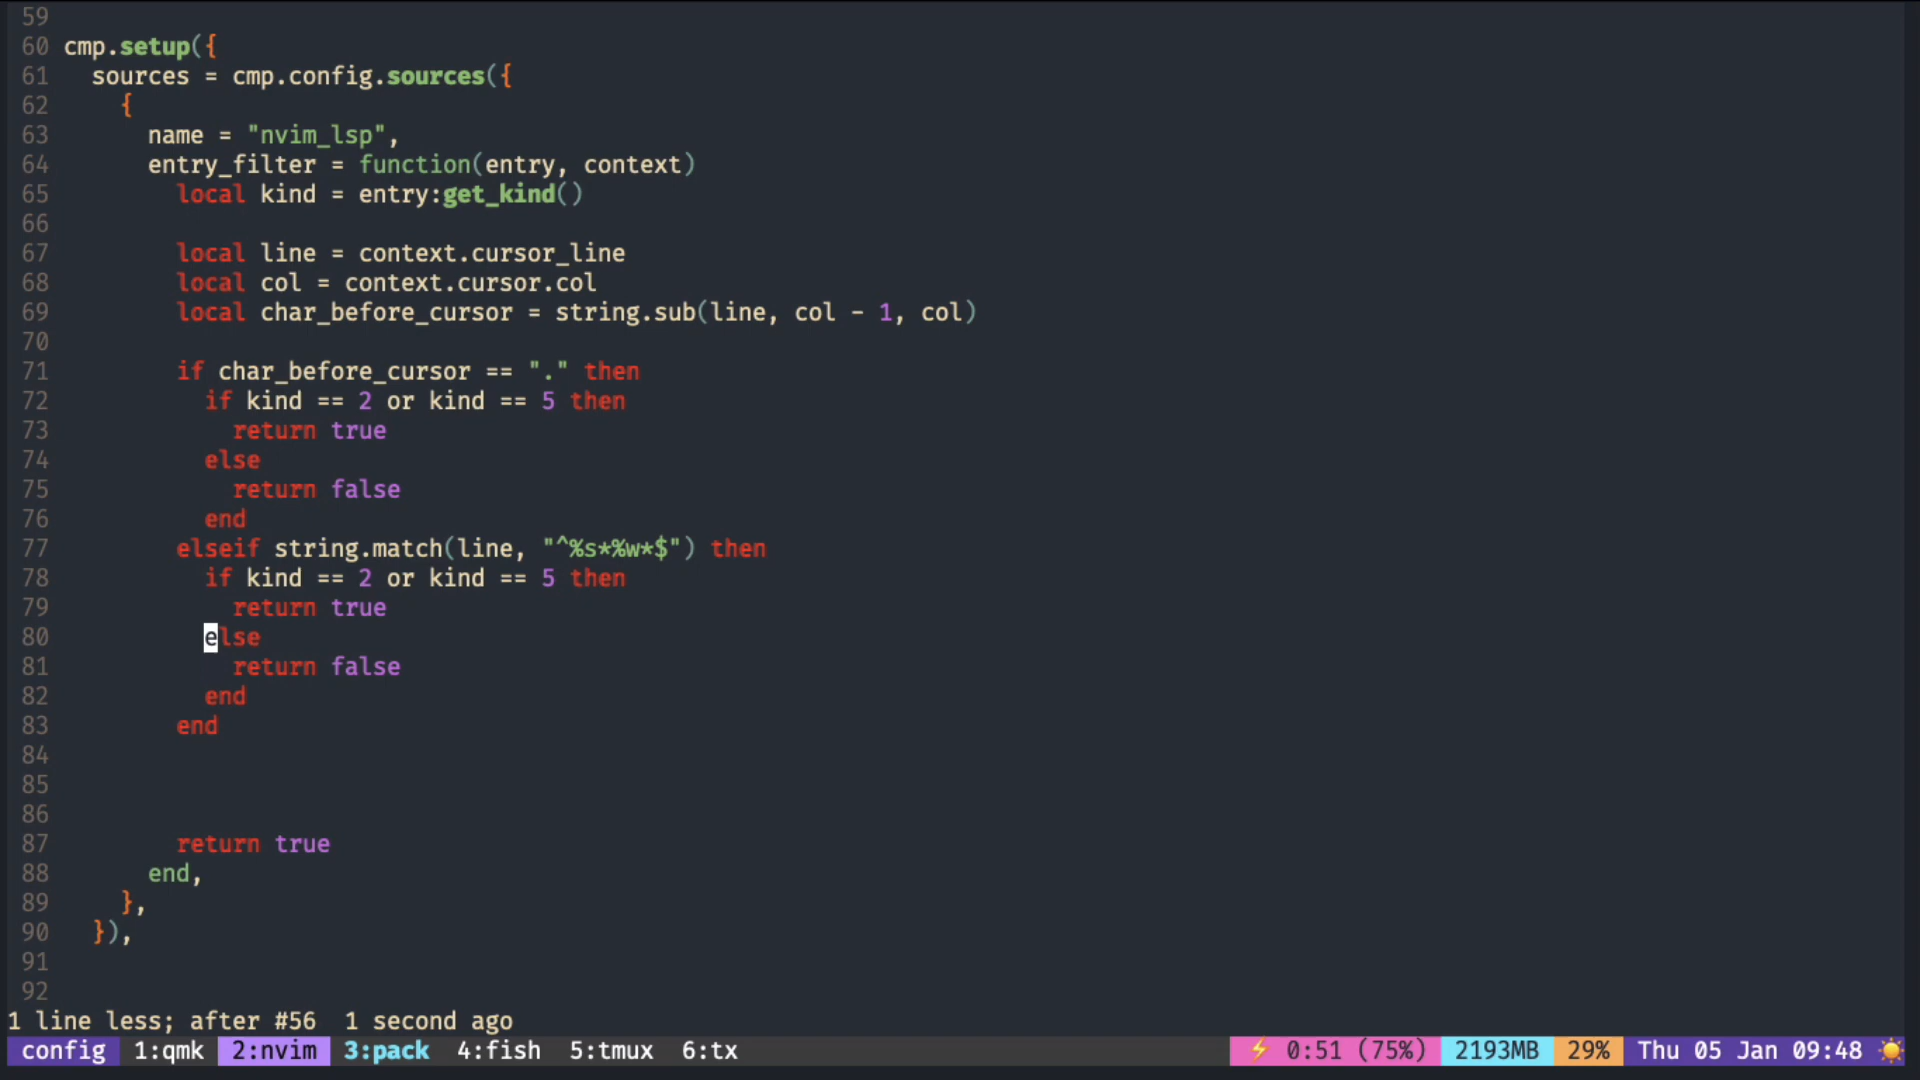 59
60 cmp.setup({
61   sources = cmp.config.sources({
62     {
63       name = "nvim_lsp",
64       entry_filter = function(entry, context)
65         local kind = entry:get_kind()
66
67         local line = context.cursor_line
68         local col = context.cursor.col
69         local char_before_cursor = string.sub(line, col - 1, col)
70
71         if char_before_cursor == "." then
72           if kind == 2 or kind == 5 then
73             return true
74           else
75             return false
76           end
77         elseif string.match(line, "^%s*%w*$") then
78           if kind == 2 or kind == 5 then
79             return true
80           else
81             return false
82           end
83         end
84
85
86
87         return true
88       end,
89     },
90   }),
91
92
1 line less; after #56  1 second ago
config 1:qmk 2:nvim 3:pack 4:fish 5:tmux 6:tx ⚡ 0:51 (75%) 2193MB 29% Thu 05 Jan 09:48 ☀️